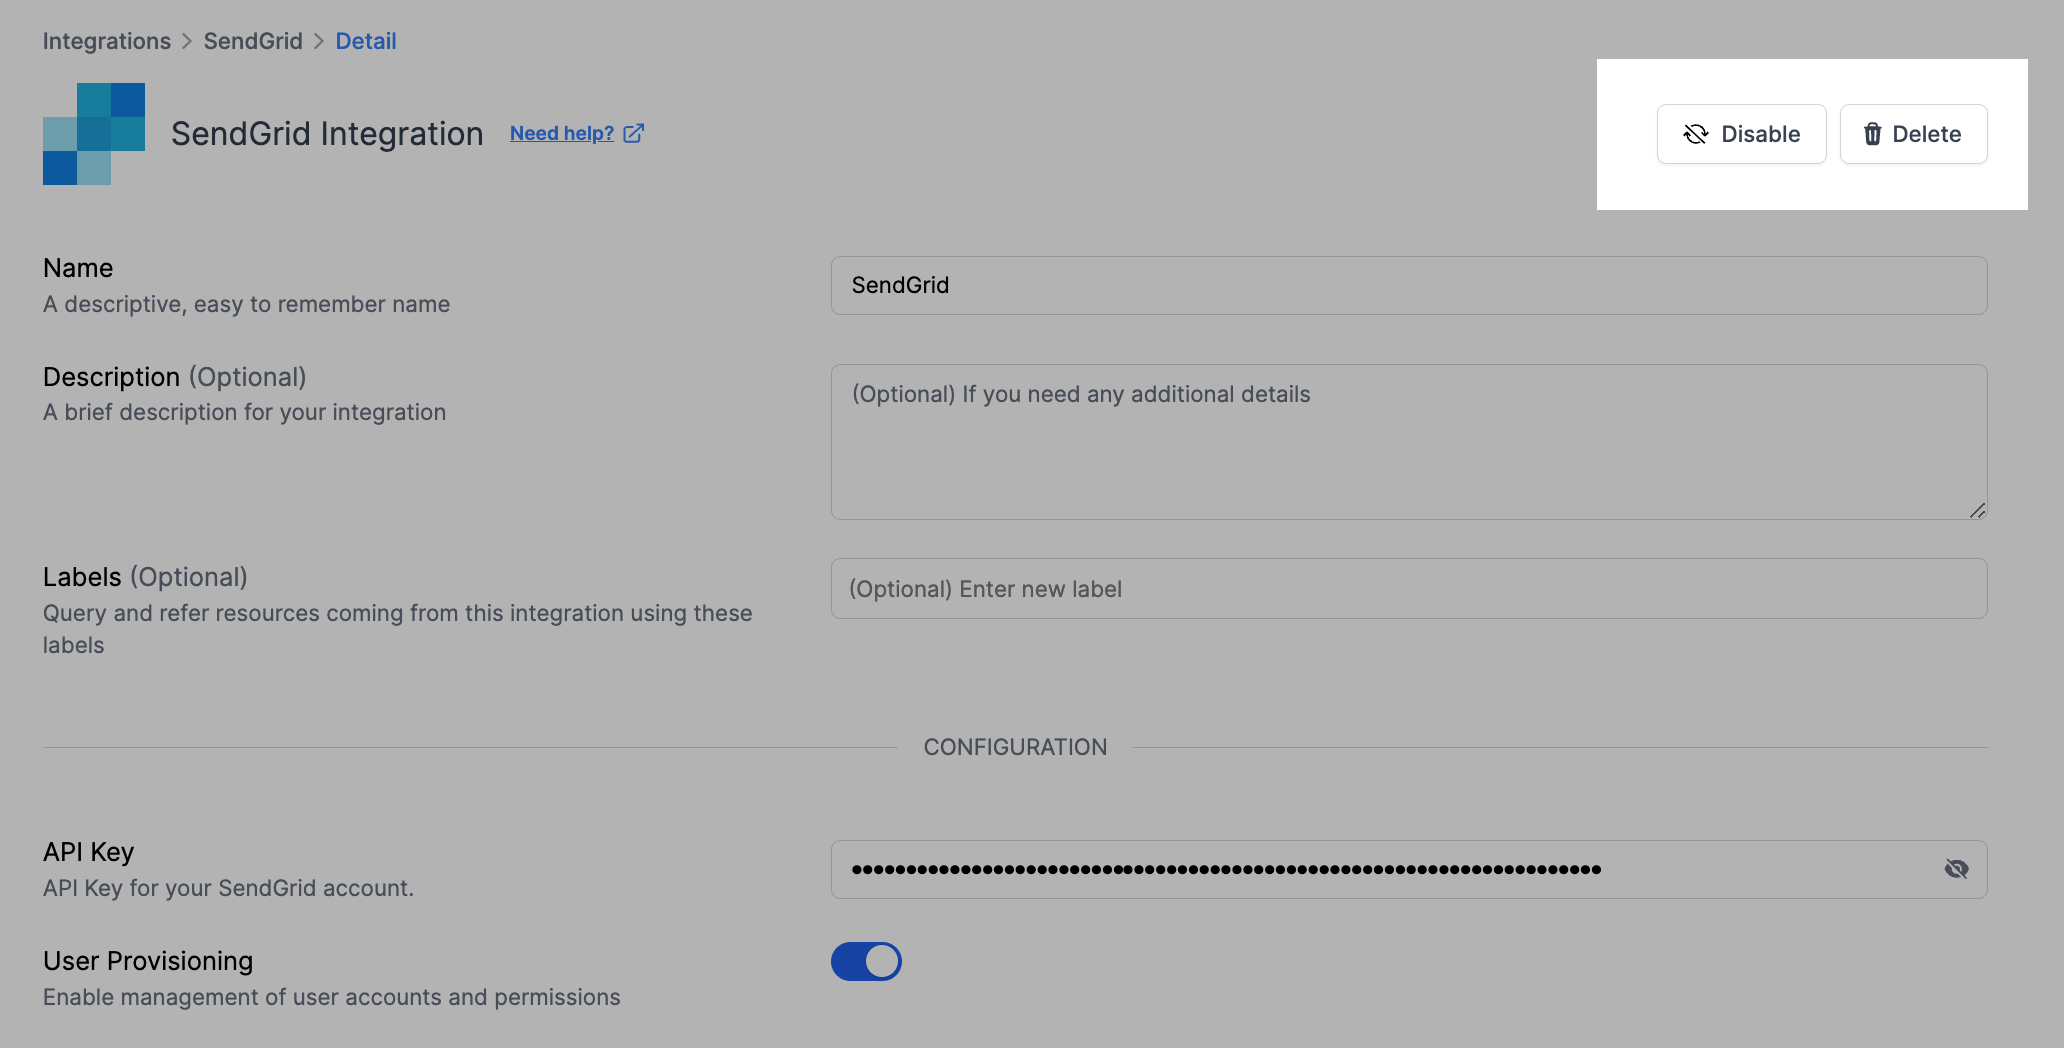 Integrations > SendGrid > Detail
SendGrid Integration Need help?
Disable Delete
Name
A descriptive, easy to remember name
SendGrid
Description (Optional)
A brief description for your integration
(Optional) If you need any additional details
Labels (Optional)
Query and refer resources coming from this integration using these
labels
(Optional) Enter new label
CONFIGURATION
API Key
API Key for your SendGrid account.
User Provisioning
Enable management of user accounts and permissions